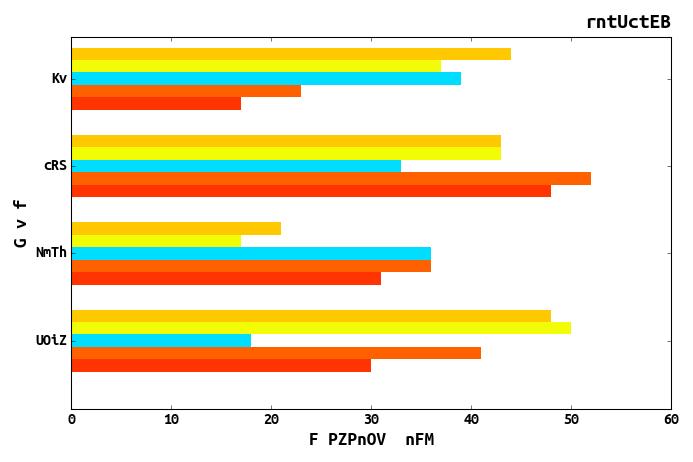 rntUctEB
Kv
cRS
NmTh
UOiZ
G v f
0 10 20 30 40 50 60
F PZPnOV  nFM